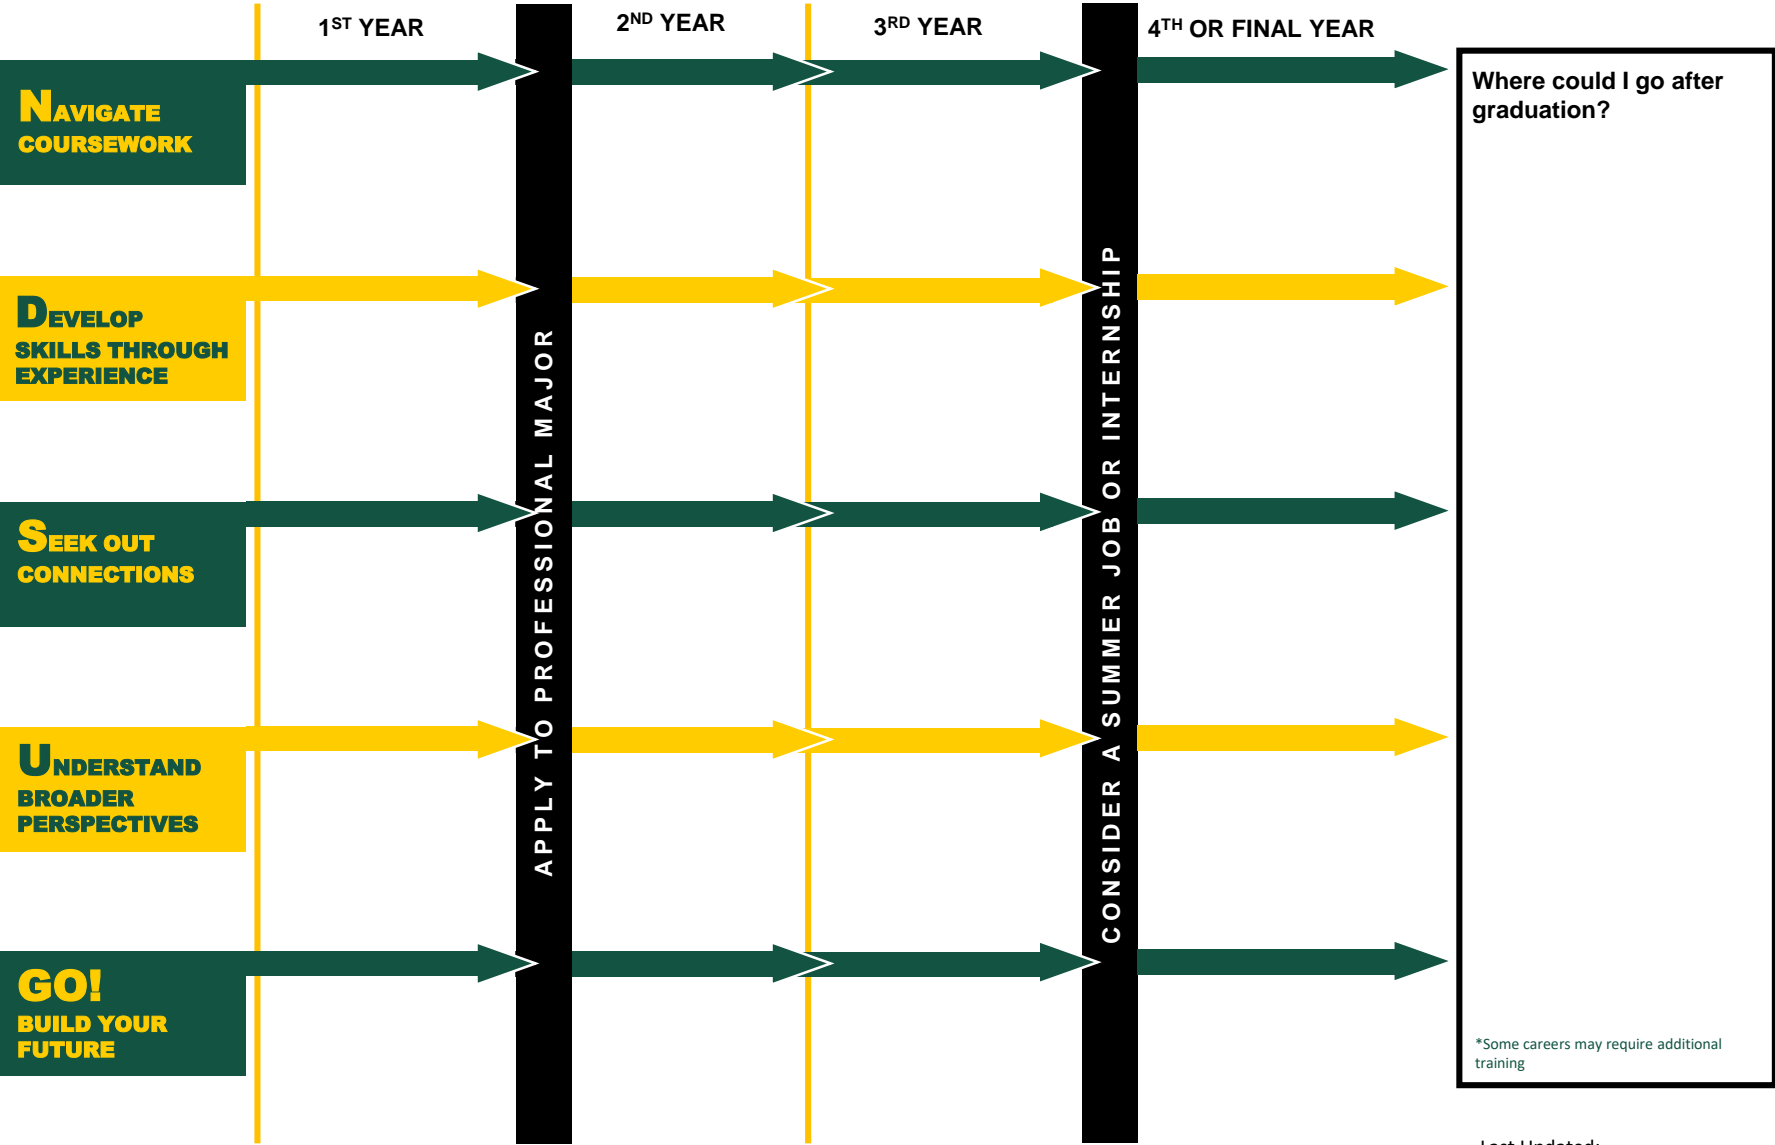 1ST YEAR
2ND YEAR
3RD YEAR
4TH OR FINAL YEAR
NAVIGATE
COURSEWORK
DEVELOP
SKILLS THROUGH
EXPERIENCE
SEEK OUT
CONNECTIONS
UNDERSTAND
BROADER
PERSPECTIVES
GO!
BUILD YOUR
FUTURE
APPLY TO PROFESSIONAL MAJOR
CONSIDER A SUMMER JOB OR INTERNSHIP
Where could I go after
graduation?
*Some careers may require additional
training
Last Updated: